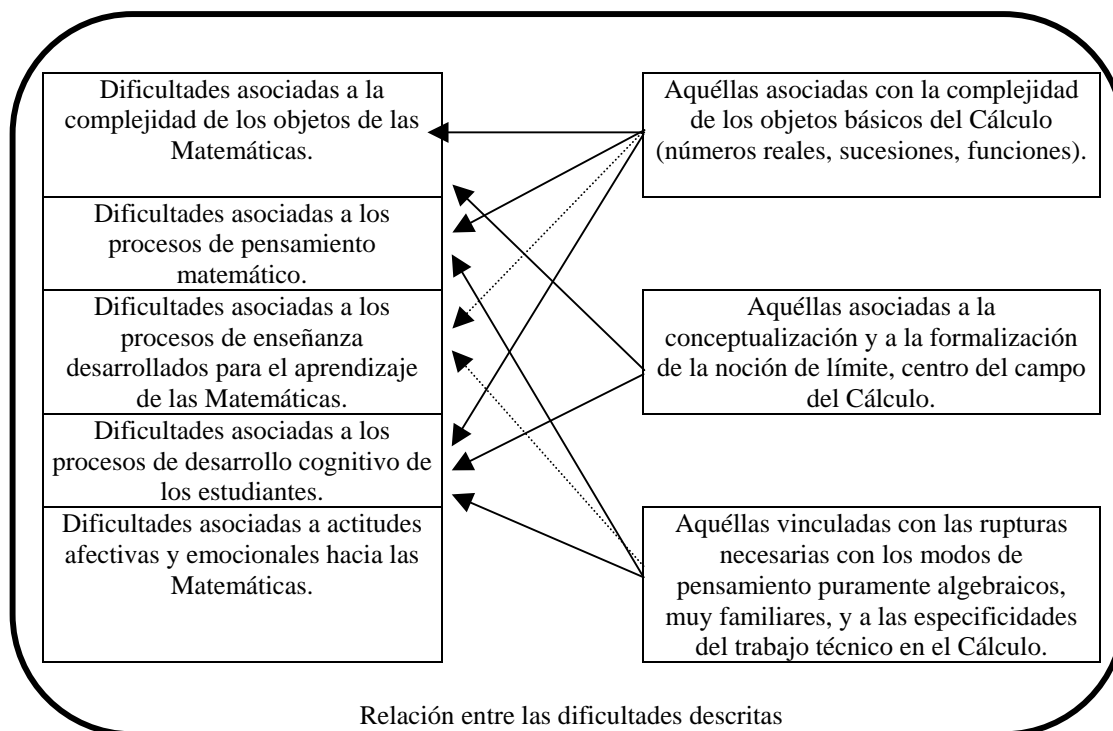 Dificultades asociadas a la
complejidad de los objetos de las
Matemáticas.
Dificultades asociadas a los
procesos de pensamiento
matemático.
Dificultades asociadas a los
procesos de enseñanza
desarrollados para el aprendizaje
de las Matemáticas.
Dificultades asociadas a los
procesos de desarrollo cognitivo de
los estudiantes.
Dificultades asociadas a actitudes
afectivas y emocionales hacia las
Matemáticas.
Aquéllas asociadas con la complejidad
de los objetos básicos del Cálculo
(números reales, sucesiones, funciones).
Aquéllas asociadas a la
conceptualización y a la formalización
de la noción de límite, centro del campo
del Cálculo.
Aquéllas vinculadas con las rupturas
necesarias con los modos de
pensamiento puramente algebraicos,
muy familiares, y a las especificidades
del trabajo técnico en el Cálculo.
Relación entre las dificultades descritas